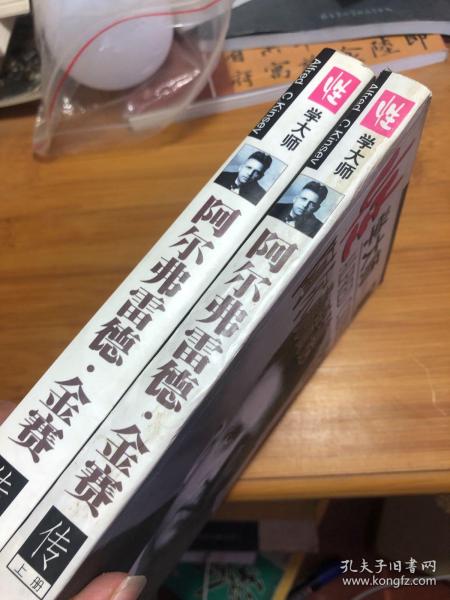 Alfred C Kinsey
性
学大师
阿尔弗雷德·金赛
传
Alfred C Kinsey
性
学大师
阿尔弗雷德·金赛
传
上册
性
孔夫子旧书网
www.kongfz.com